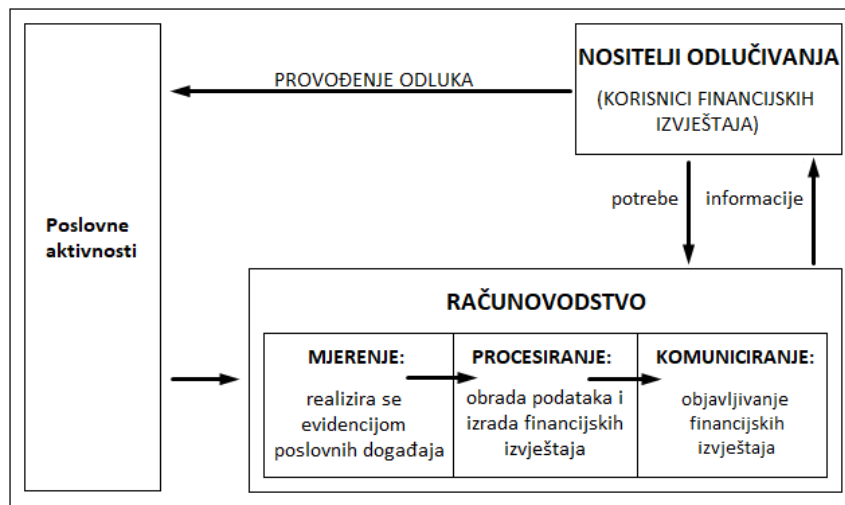 NOSITELJI ODLUČIVANJA
(KORISNICI FINANCIJSKIH
IZVJEŠTAJA)
PROVOĐENJE ODLUKA
potrebe
informacije
Poslovne
aktivnosti
RAČUNOVODSTVO
MJERENJE:
realizira se
evidencijom
poslovnih događaja
PROCESIRANJE:
obrada podataka i
izrada financijskih
izvještaja
KOMUNICIRANJE:
objavljivanje
financijskih
izvještaja